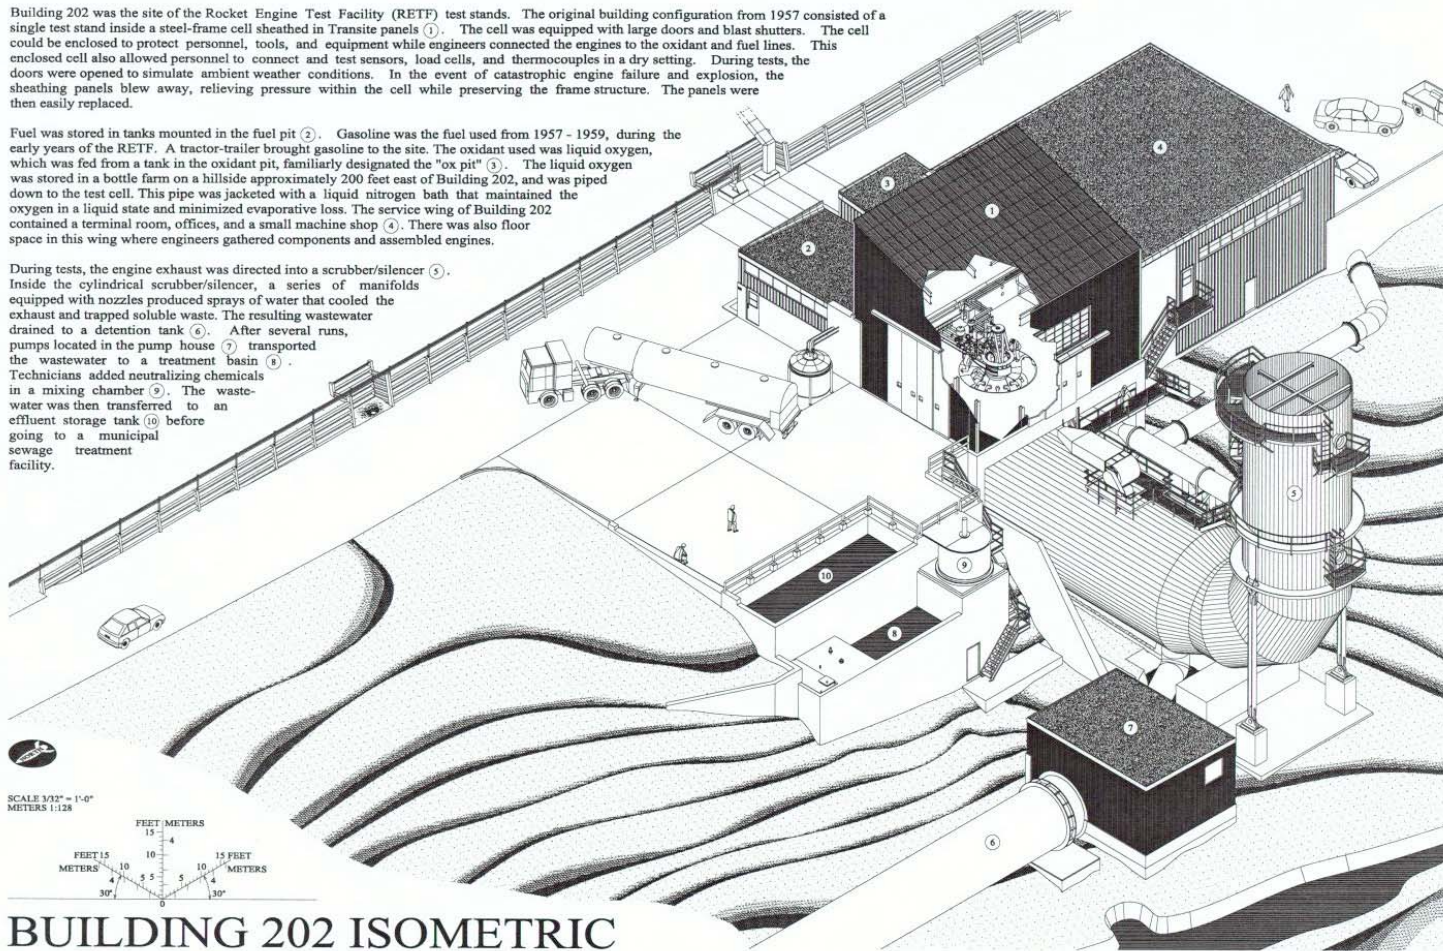 Building 202 was the site of the Rocket Engine Test Facility (RETF) test stands. The original building configuration from 1957 consisted of a
single test stand inside a steel-frame cell sheathed in Transite panels ①. The cell was equipped with large doors and blast shutters. The cell
could be enclosed to protect personnel, tools, and equipment while engineers connected the engines to the oxidant and fuel lines. This
enclosed cell also allowed personnel to connect and test sensors, load cells, and thermocouples in a dry setting. During tests, the
doors were opened to simulate ambient weather conditions. In the event of catastrophic engine failure and explosion, the
sheathing panels blew away, relieving pressure within the cell while preserving the frame structure. The panels were
then easily replaced.
Fuel was stored in tanks mounted in the fuel pit ②. Gasoline was the fuel used from 1957 - 1959, during the
early years of the RETF. A tractor-trailer brought gasoline to the site. The oxidant used was liquid oxygen,
which was fed from a tank in the oxidant pit, familiarly designated the "ox pit" ③. The liquid oxygen
was stored in a bottle farm on a hillside approximately 200 feet east of Building 202, and was piped
down to the test cell. This pipe was jacketed with a liquid nitrogen bath that maintained the
oxygen in a liquid state and minimized evaporative loss. The service wing of Building 202
contained a terminal room, offices, and a small machine shop ④. There was also floor
space in this wing where engineers gathered components and assembled engines.
During tests, the engine exhaust was directed into a scrubber/silencer ⑤.
Inside the cylindrical scrubber/silencer, a series of manifolds
equipped with nozzles produced sprays of water that cooled the
exhaust and trapped soluble waste. The resulting wastewater
drained to a detention tank ⑥. After several runs,
pumps located in the pump house ⑦ transported
the wastewater to a treatment basin ⑧.
Technicians added neutralizing chemicals
in a mixing chamber ⑨. The waste-
water was then transferred to an
effluent storage tank ⑩ before
going to a municipal
sewage treatment
facility.
④
③
①
②
⑤
⑩
⑨
⑧
⑦
⑥
SCALE 3/32" = 1'-0"
METERS 1:128
FEET METERS
15
4
10
5
FEET 15
METERS
10
4
5
30°
15 FEET
METERS
10
4
5
30°
0
BUILDING 202 ISOMETRIC